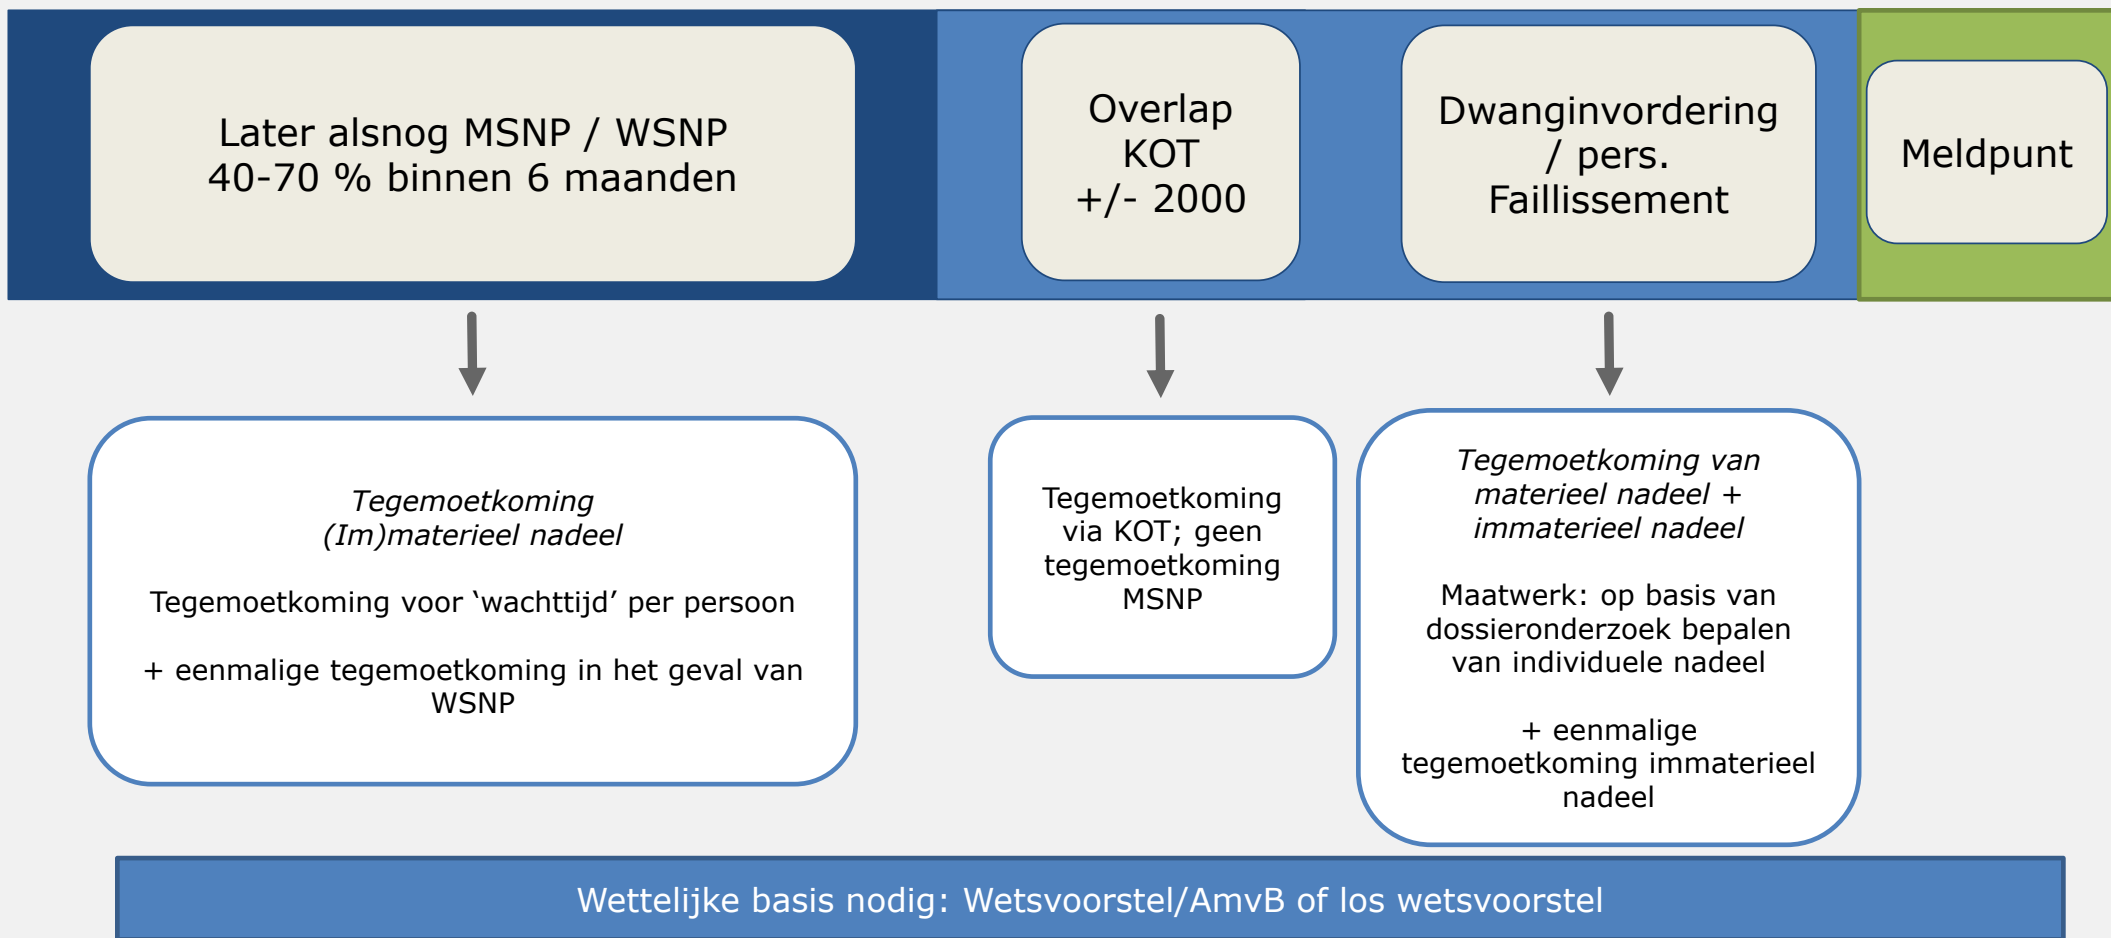 Later alsnog MSNP / WSNP
40-70 % binnen 6 maanden
Overlap
KOT
+/- 2000
Dwanginvordering
/ pers.
Faillissement
Meldpunt
Tegemoetkoming
(Im)materieel nadeel
Tegemoetkoming voor ‘wachttijd’ per persoon
+ eenmalige tegemoetkoming in het geval van
WSNP
Tegemoetkoming
via KOT; geen
tegemoetkoming
MSNP
Tegemoetkoming van
materieel nadeel +
immaterieel nadeel
Maatwerk: op basis van
dossieronderzoek bepalen
van individuele nadeel
+ eenmalige
tegemoetkoming immaterieel
nadeel
Wettelijke basis nodig: Wetsvoorstel/AmvB of los wetsvoorstel